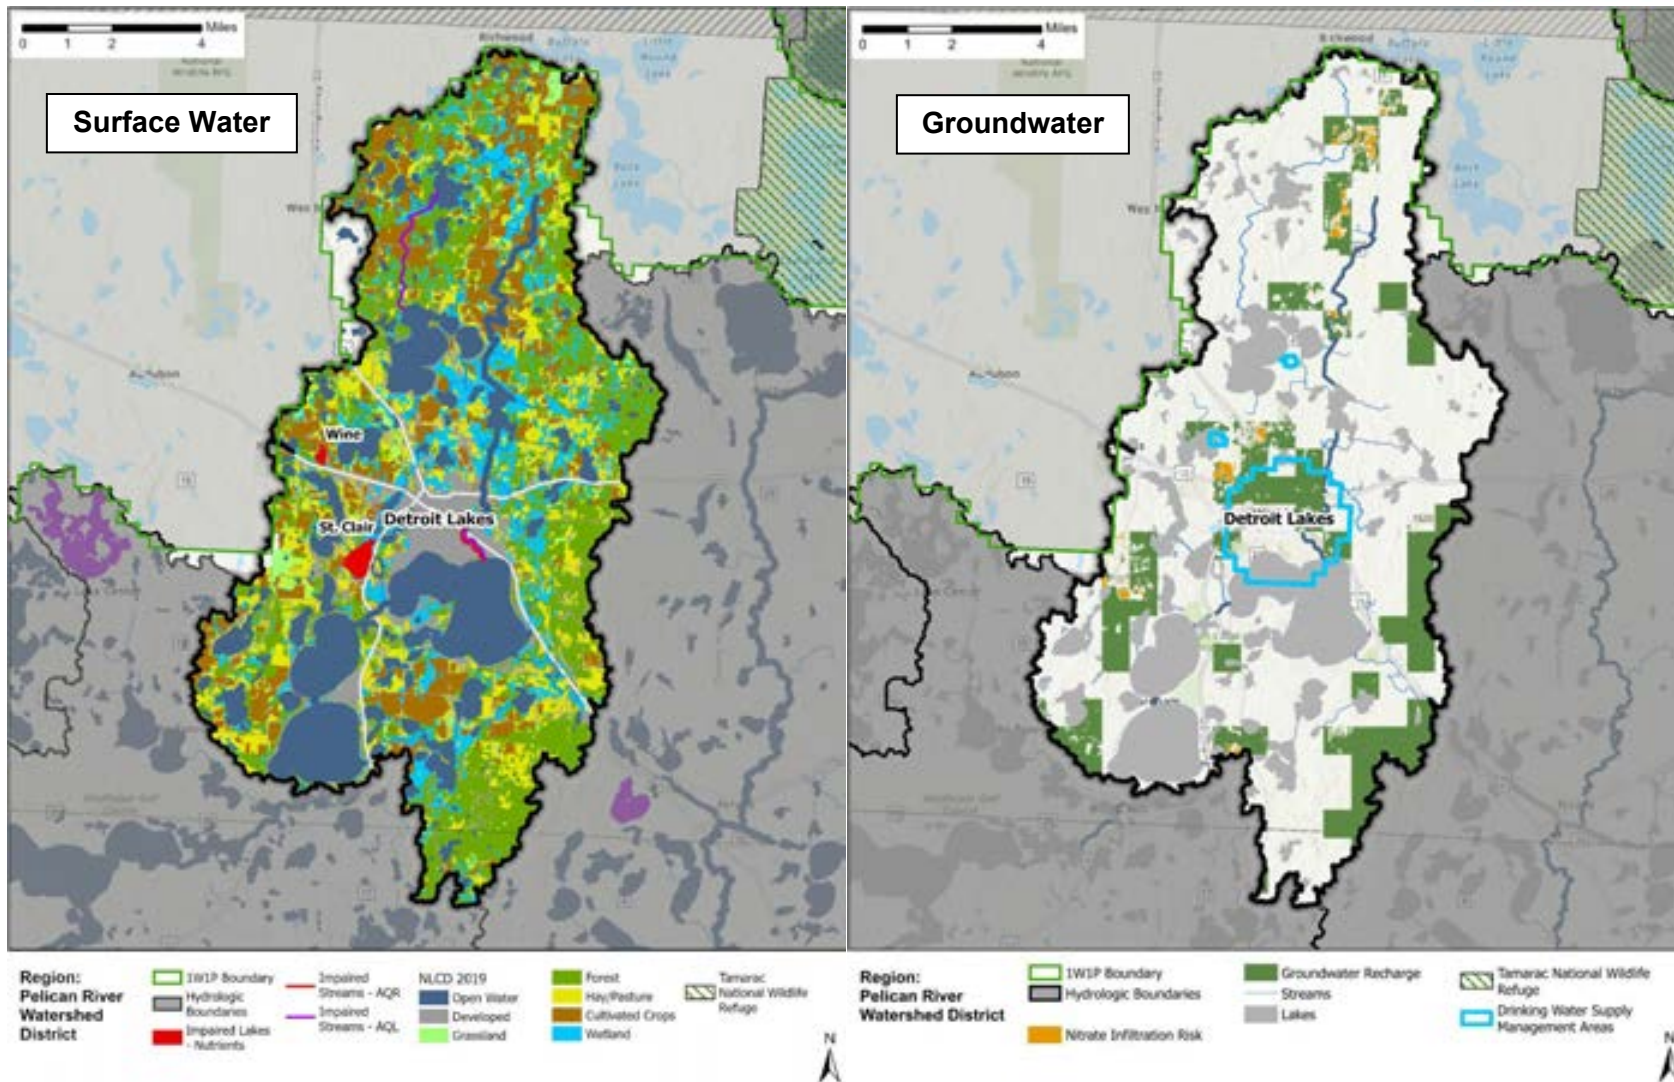 Miles
0 1 2 4
Richwood
Surface Water
Audubon
Wine
St. Clair
Detroit Lakes
Region:
Pelican River
Watershed
District
1W1P Boundary
Hydrologic
Boundaries
Impaired Lakes
- Nutrients
Impaired
Streams - AQR
Impaired
Streams - AQL
NLCD 2019
Open Water
Developed
Grassland
Forest
Hay/Pasture
Cultivated Crops
Wetland
Tamarac
National Wildlife
Refuge
N
Miles
0 1 2 4
Richwood
Groundwater
Audubon
Detroit Lakes
Region:
Pelican River
Watershed District
1W1P Boundary
Hydrologic Boundaries
Nitrate Infiltration Risk
Groundwater Recharge
Streams
Lakes
Tamarac National Wildlife
Refuge
Drinking Water Supply
Management Areas
N